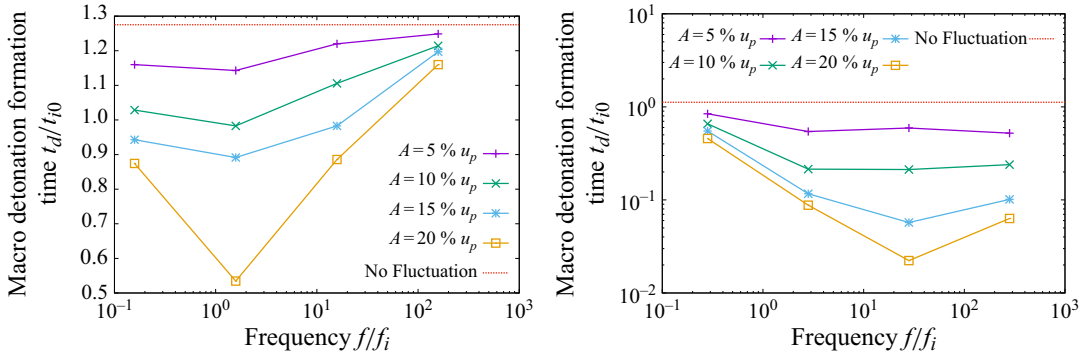 Macro detonation formation
time t_d/t_{i0}
1.3
1.2
1.1
1.0
0.9
0.8
0.7
0.6
0.5
A = 5 % u_p
A = 10 % u_p
A = 15 % u_p
A = 20 % u_p
No Fluctuation
10^{−1} 10^0 10^1 10^2 10^3
Frequency f/f_i
Macro detonation formation
time t_d/t_{i0}
10^1
10^0
10^{−1}
10^{−2}
A = 5 % u_p A = 15 % u_p No Fluctuation
A = 10 % u_p A = 20 % u_p
10^{−1} 10^0 10^1 10^2 10^3
Frequency f/f_i